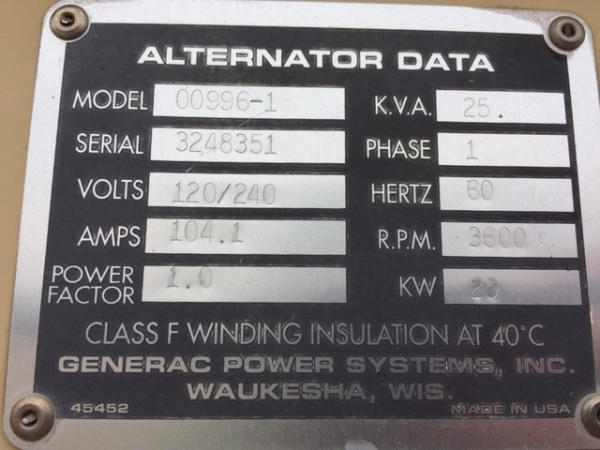 ALTERNATOR DATA
MODEL 00996-1 K.V.A. 25.
SERIAL 3248351 PHASE 1
VOLTS 120/240 HERTZ 60
AMPS 104.1 R.P.M. 3600
POWER FACTOR 1.0 KW 25
CLASS F WINDING INSULATION AT 40°C
GENERAC POWER SYSTEMS, INC.
WAUKESHA, WIS.
45452 MADE IN USA